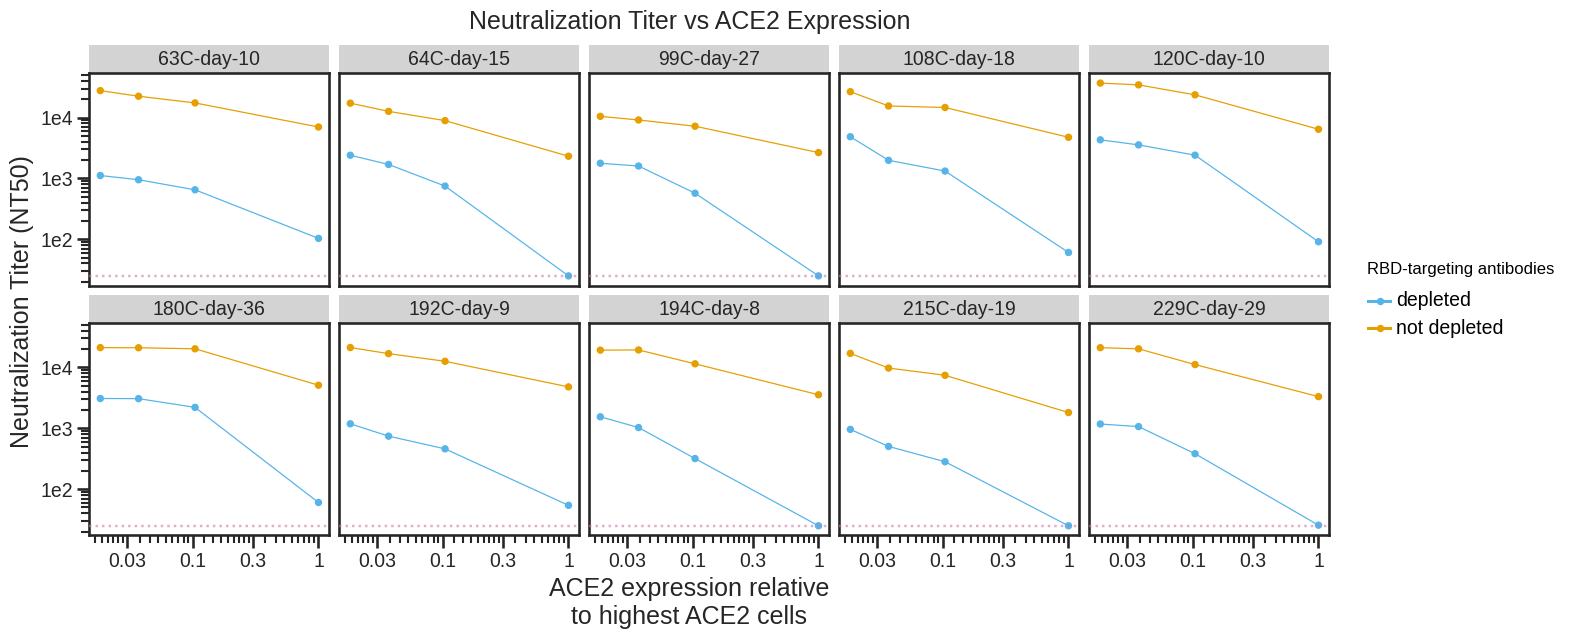 Neutralization Titer vs ACE2 Expression
63C-day-10 64C-day-15 99C-day-27 108C-day-18 120C-day-10
1e4
1e3
1e2
180C-day-36 192C-day-9 194C-day-8 215C-day-19 229C-day-29
1e4
1e3
1e2
Neutralization Titer (NT50)
0.03 0.1 0.3 1 0.03 0.1 0.3 1 0.03 0.1 0.3 1 0.03 0.1 0.3 1 0.03 0.1 0.3 1
ACE2 expression relative
to highest ACE2 cells
RBD-targeting antibodies
depleted
not depleted